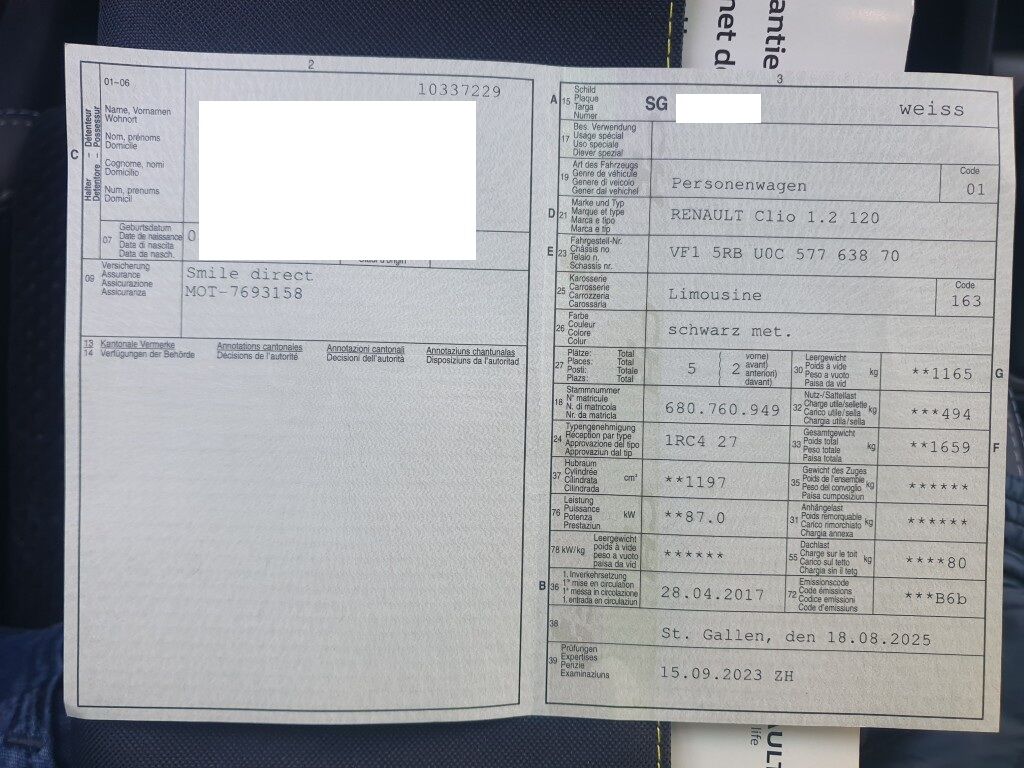 2
01-06
10337229
C
Halter - Détenteur
Detentore - Possessur
Name, Vornamen
Wohnort
Nom, prénoms
Domicile
Cognome, nomi
Domicilio
Num, prenums
Domicil
07
Geburtsdatum
Date de naissance
Data di nascita
Data da nasch.
0
09
Versicherung
Assurance
Assicurazione
Assicuranza
Smile direct
MOT-7693158
13 Kantonale Vermerke
14 Verfügungen der Behörde
Annotations cantonales
Décisions de l'autorité
Annotazioni cantonali
Decisioni dell'autorità
Annotaziuns chantunalas
Disposiziuns da l'autoritad
3
A 15
Schild
Plaque
Targa
Numer
SG
weiss
17
Bes. Verwendung
Usage spécial
Uso speciale
Diever spezial
19
Art des Fahrzeugs
Genre de véhicule
Genere di veicolo
Gener dal vehichel
Personenwagen
Code
01
D 21
Marke und Typ
Marque et type
Marca e tipo
Marca e tip
RENAULT Clio 1.2 120
E 23
Fahrgestell-Nr.
Châssis no.
Telaio n.
Schassis nr.
VF1 5RB U0C 577 638 70
25
Karosserie
Carrosserie
Carrozzeria
Carossaria
Limousine
Code
163
26
Farbe
Couleur
Colore
Colur
schwarz met.
27
Plätze: Total
Places: Total
Posti: Totale
Plazs: Total
5
2
vorne)
avant)
anteriori)
davant)
30
Leergewicht
Poids à vide
Peso a vuoto
Paisa da vid
kg
**1165
G
18
Stammnummer
N° matricule
N. di matricola
Nr. da matricla
680.760.949
32
Nutz-/Sattellast
Charge utile/sellette
Carico utile/sella
Chargia utila/sella
kg
***494
24
Typengenehmigung
Réception par type
Approvazione del tipo
Approvaziun dal tip
1RC4 27
33
Gesamtgewicht
Poids total
Peso totale
Paisa totala
kg
**1659
F
37
Hubraum
Cylindrée
Cilindrata
Cilindrada
cm³
**1197
35
Gewicht des Zuges
Poids de l'ensemble
Peso del convoglio
Paisa cumposiziun
kg
******
76
Leistung
Puissance
Potenza
Prestaziun
kW
**87.0
31
Anhängelast
Poids remorquable
Carico rimorchiato
Chargia annexa
kg
******
78 kW/kg
Leergewicht
poids à vide
peso a vuoto
paisa da vid
******
55
Dachlast
Charge sur le toit
Carico sul tetto
Chargia sin il tetg
kg
****80
B 36
1. Inverkehrsetzung
1re mise en circulation
1a messa in circolazione
1. entrada en circulaziun
28.04.2017
72
Emissionscode
Code émissions
Codice emissioni
Code d'emissiuns
***B6b
38
St. Gallen, den 18.08.2025
39
Prüfungen
Expertises
Perizie
Examinaziuns
15.09.2023 ZH